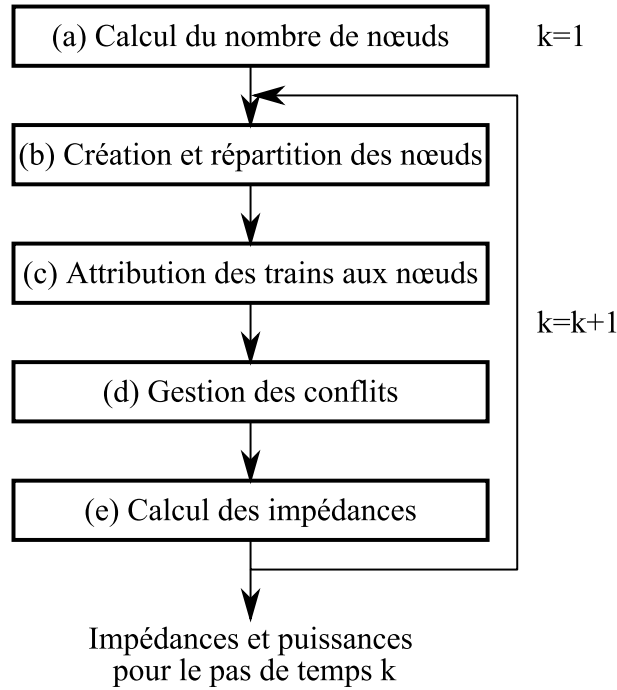 (a) Calcul du nombre de nœuds
k=1
(b) Création et répartition des nœuds
(c) Attribution des trains aux nœuds
k=k+1
(d) Gestion des conflits
(e) Calcul des impédances
Impédances et puissances
pour le pas de temps k